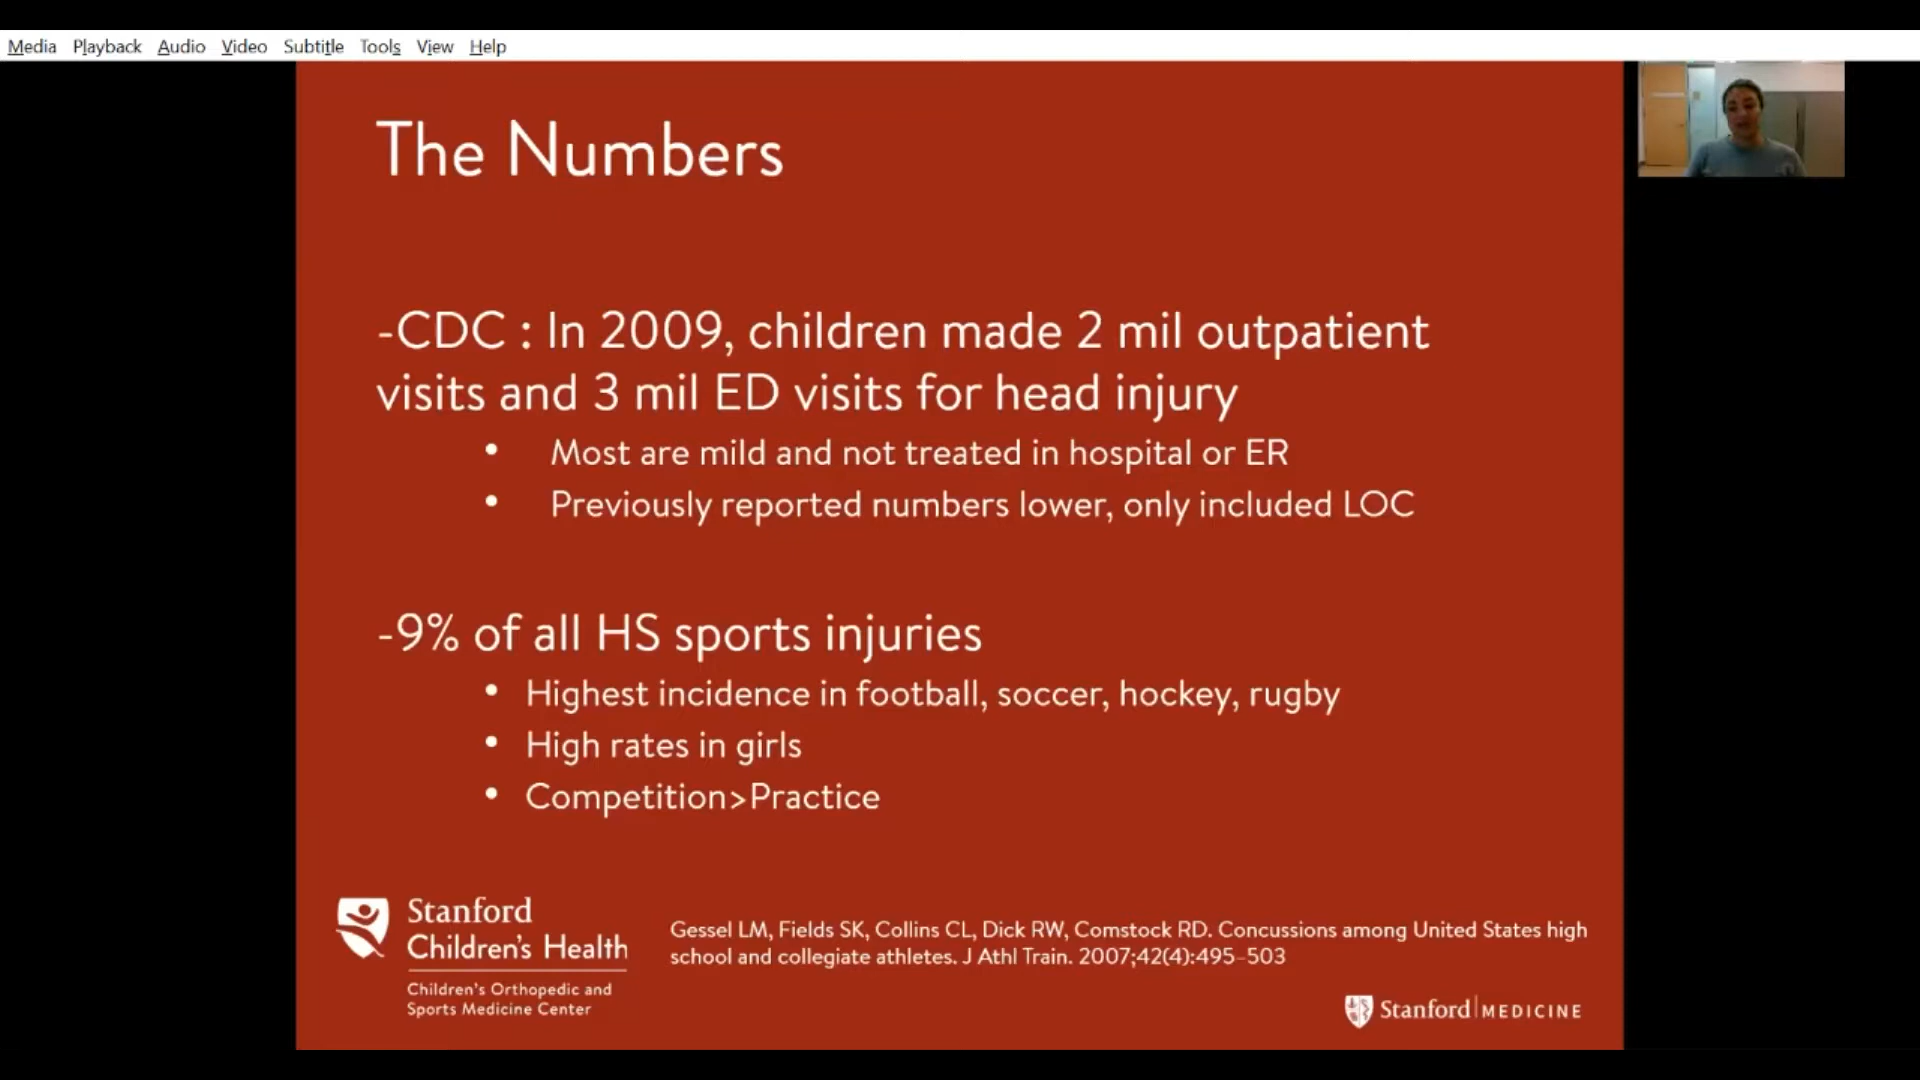 Media Playback Audio Video Subtitle Tools View Help
The Numbers
-CDC : In 2009, children made 2 mil outpatient
visits and 3 mil ED visits for head injury
• Most are mild and not treated in hospital or ER
• Previously reported numbers lower, only included LOC
-9% of all HS sports injuries
• Highest incidence in football, soccer, hockey, rugby
• High rates in girls
• Competition>Practice
Stanford
Children's Health
Children's Orthopedic and
Sports Medicine Center
Gessel LM, Fields SK, Collins CL, Dick RW, Comstock RD. Concussions among United States high
school and collegiate athletes. J Athl Train. 2007;42(4):495–503
Stanford MEDICINE